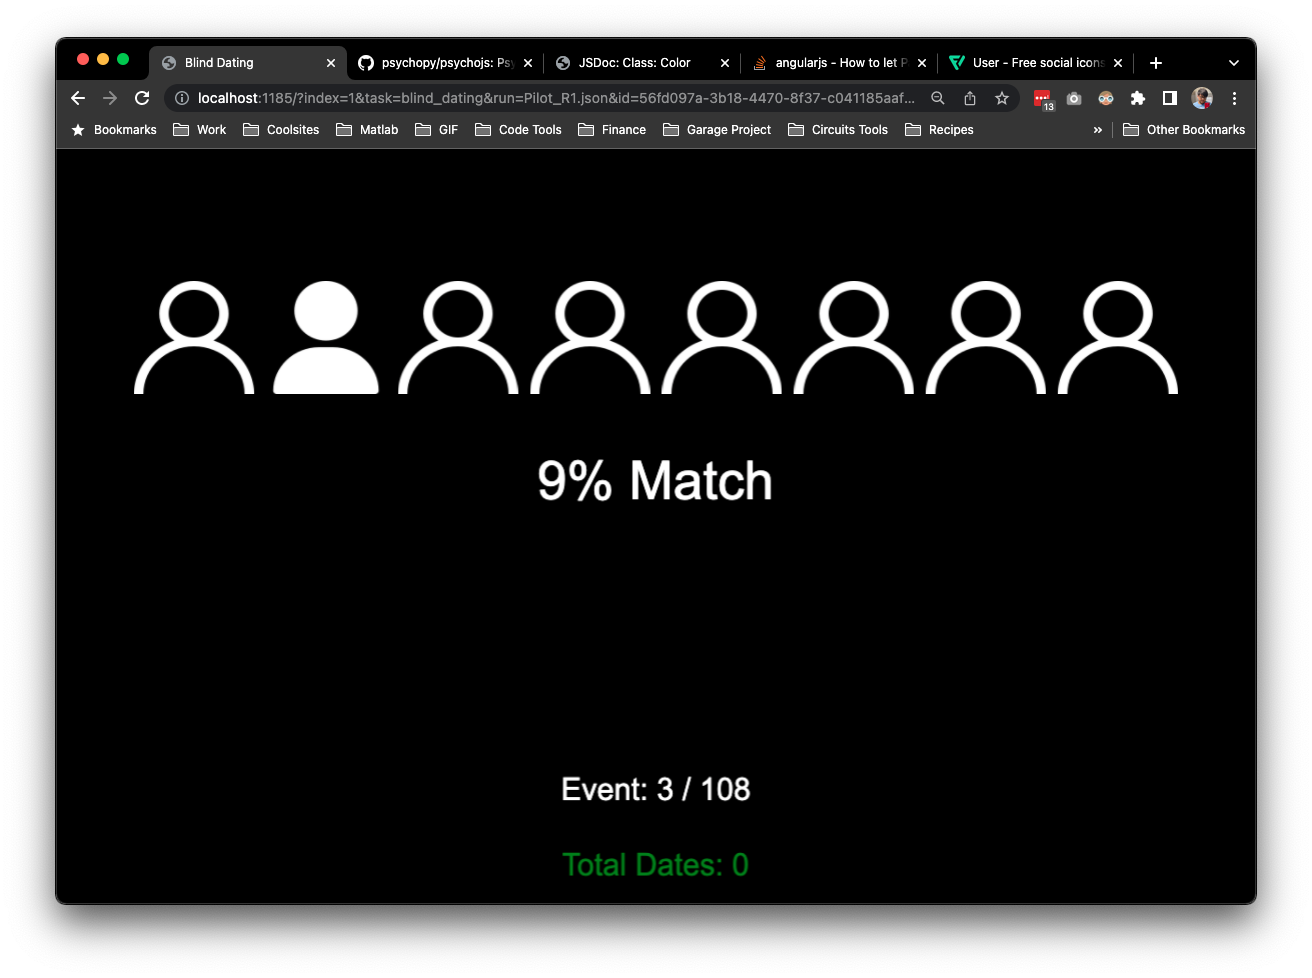 Blind Dating
psychopy/psychojs: Psy
JSDoc: Class: Color
angularjs - How to let P
User - Free social icons
localhost:1185/?index=1&task=blind_dating&run=Pilot_R1.json&id=56fd097a-3b18-4470-8f37-c041185aaf...
13
Bookmarks Work Coolsites Matlab GIF Code Tools Finance Garage Project Circuits Tools Recipes » Other Bookmarks
9% Match
Event: 3 / 108
Total Dates: 0